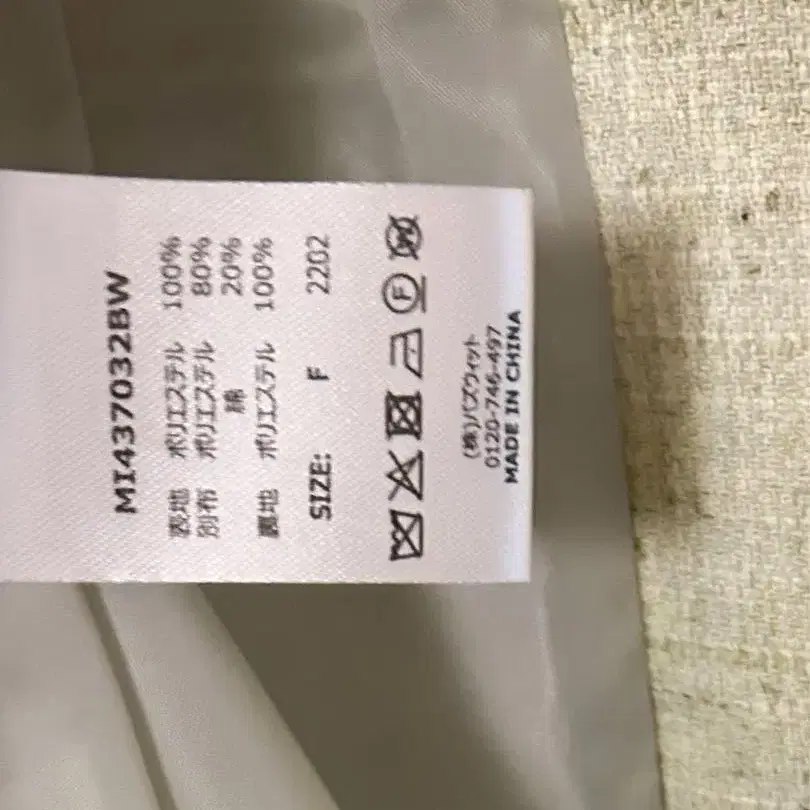 MI437032BW
表地 ポリエステル 100%
別布 ポリエステル 80%
綿 20%
裏地 ポリエステル 100%
SIZE: F 2202
(株)バズウィット
0120-746-497
MADE IN CHINA